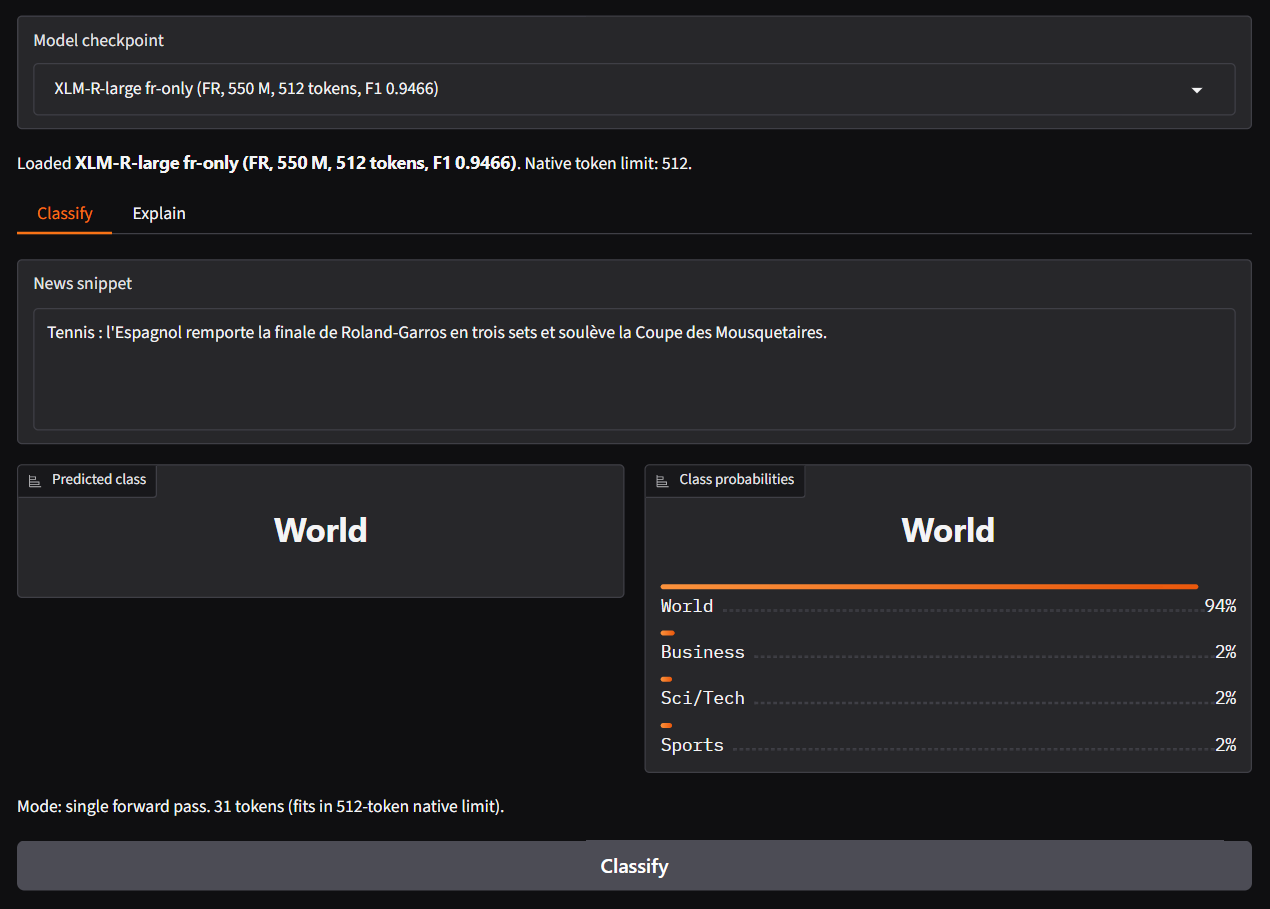 Model checkpoint
XLM-R-large fr-only (FR, 550 M, 512 tokens, F1 0.9466)
Loaded XLM-R-large fr-only (FR, 550 M, 512 tokens, F1 0.9466). Native token limit: 512.
Classify Explain
News snippet
Tennis : l'Espagnol remporte la finale de Roland-Garros en trois sets et soulève la Coupe des Mousquetaires.
Predicted class
World
Class probabilities
World
World 94%
Business 2%
Sci/Tech 2%
Sports 2%
Mode: single forward pass. 31 tokens (fits in 512-token native limit).
Classify